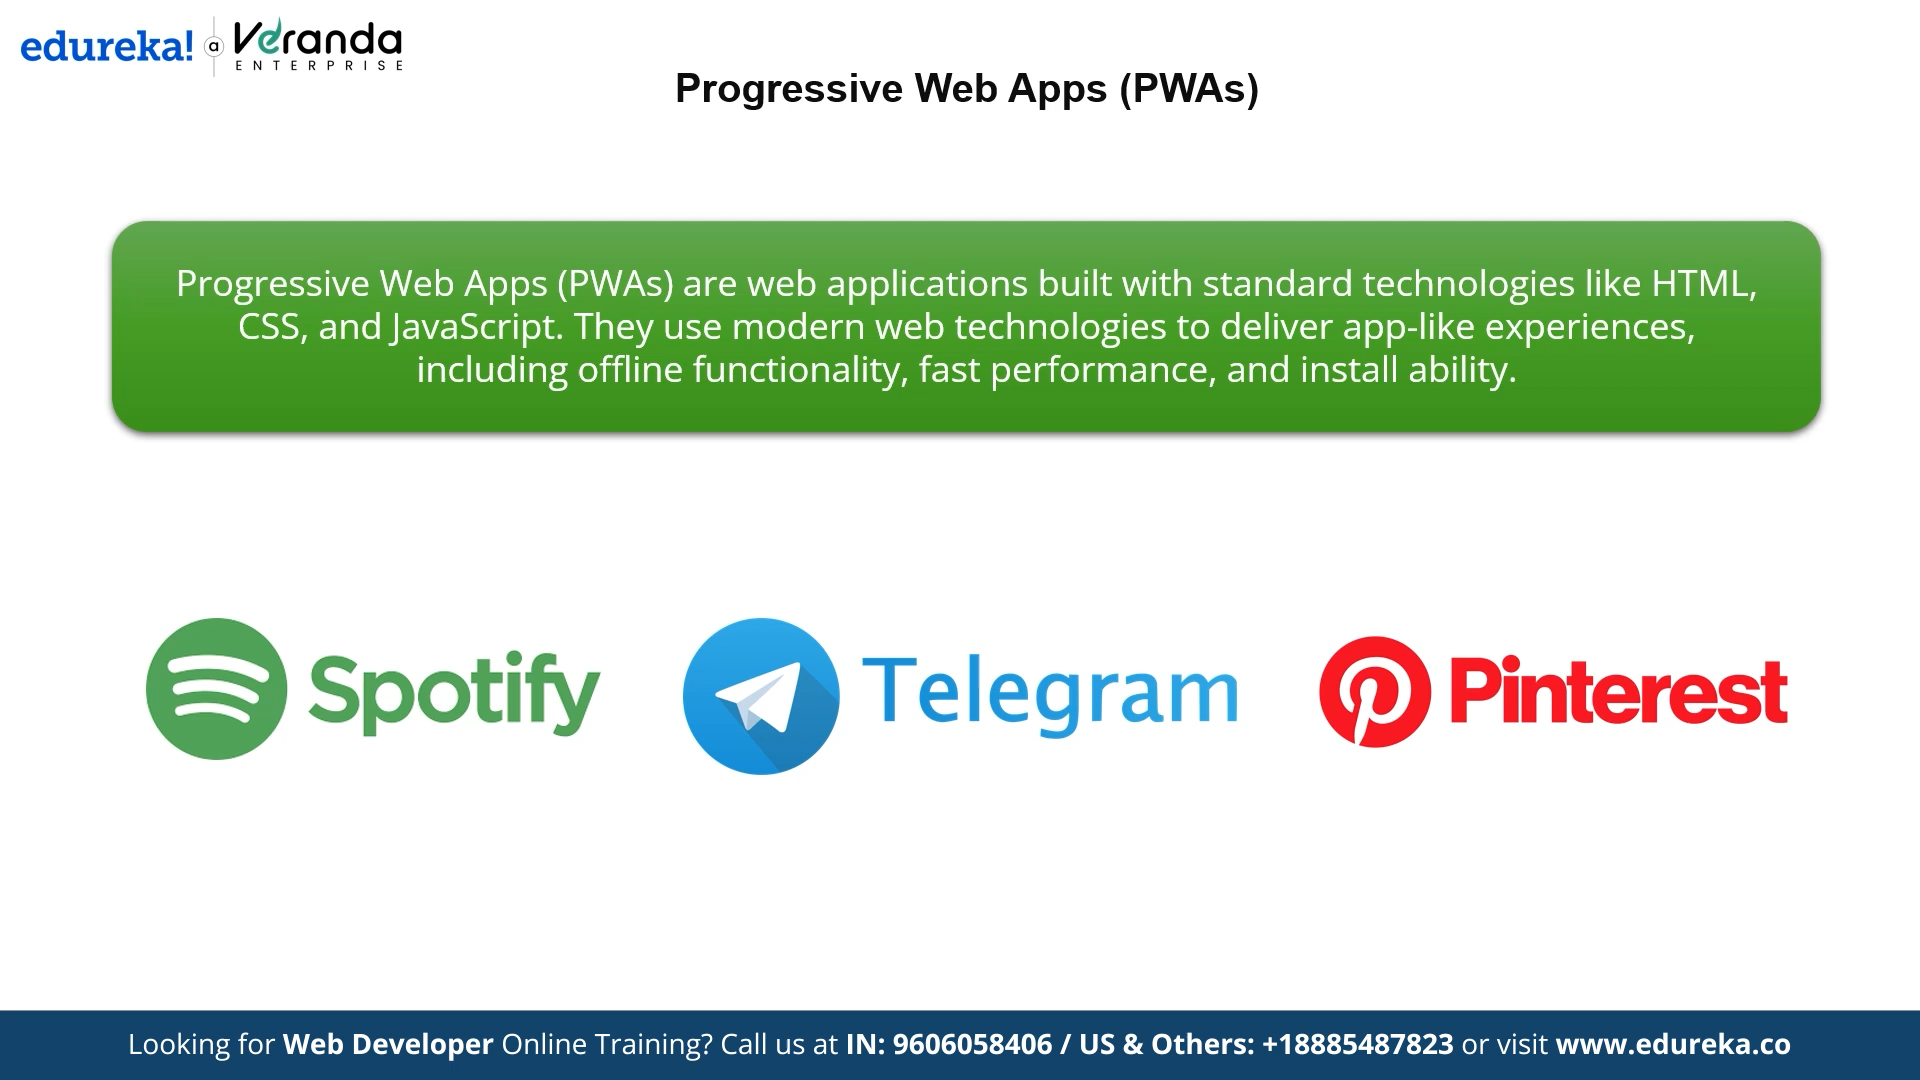 edureka! a Veranda
ENTERPRISE
Progressive Web Apps (PWAs)
Progressive Web Apps (PWAs) are web applications built with standard technologies like HTML,
CSS, and JavaScript. They use modern web technologies to deliver app-like experiences,
including offline functionality, fast performance, and install ability.
Spotify Telegram Pinterest
Looking for Web Developer Online Training? Call us at IN: 9606058406 / US & Others: +18885487823 or visit www.edureka.co